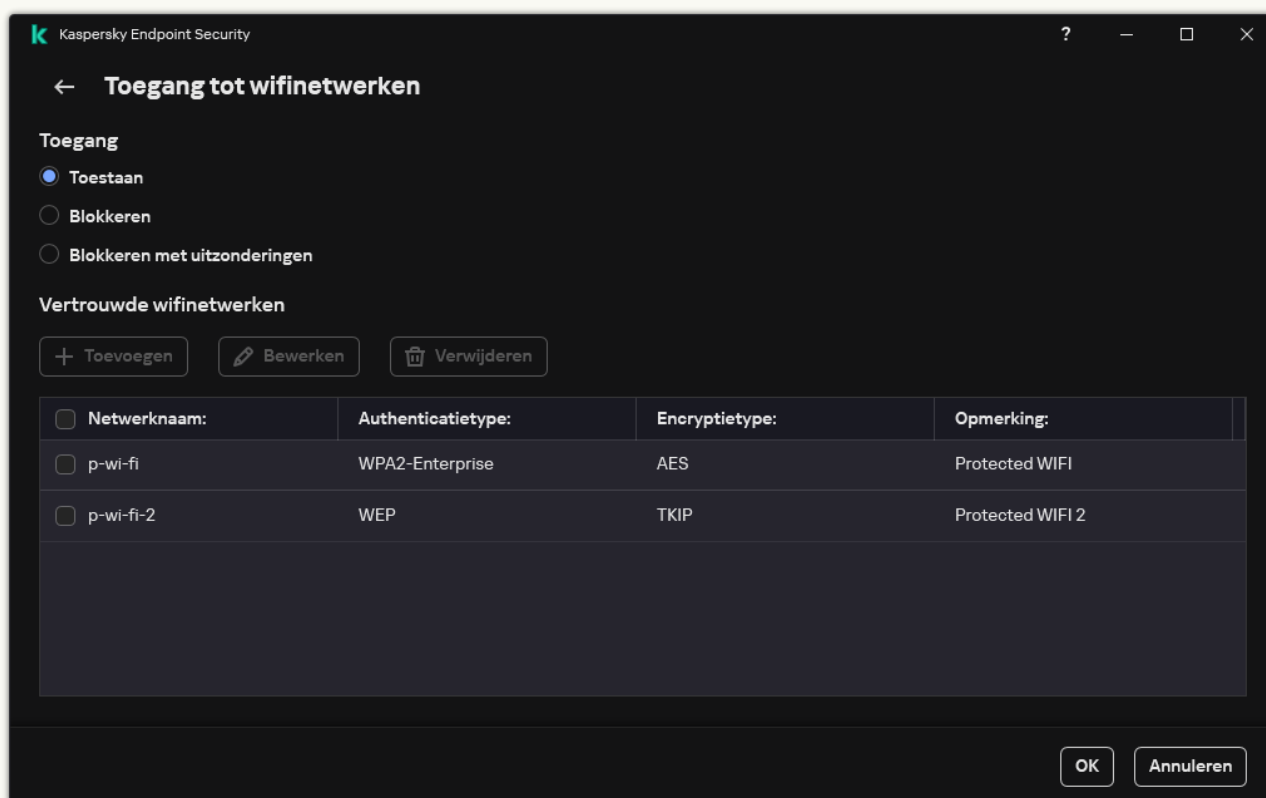 Kaspersky Endpoint Security ?
Toegang tot wifinetwerken
Toegang
Toestaan
Blokkeren
Blokkeren met uitzonderingen
Vertrouwde wifinetwerken
Toevoegen Bewerken Verwijderen
Netwerknaam: Authenticatietype: Encryptietype: Opmerking:
p-wi-fi WPA2-Enterprise AES Protected WIFI
p-wi-fi-2 WEP TKIP Protected WIFI 2
OK Annuleren